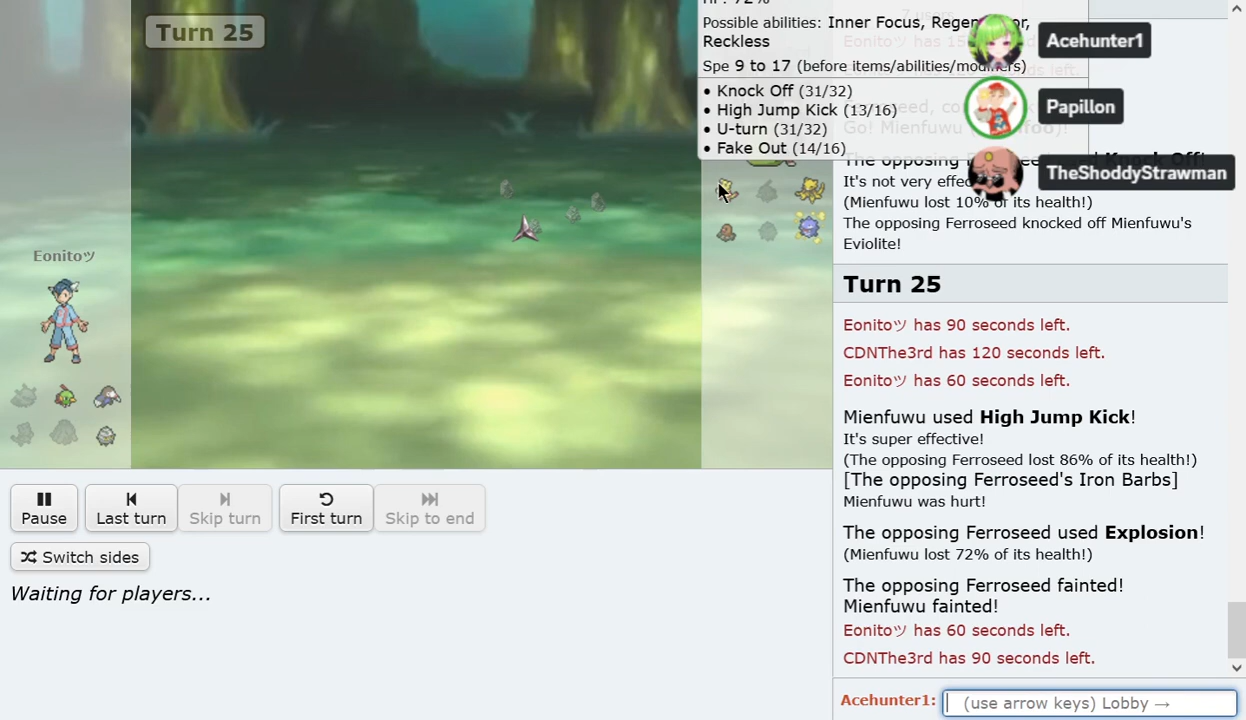 Turn 25
Possible abilities: Inner Focus, Regen or,
Reckless
Spe 9 to 17 (before items/abilities/modifiers)
• Knock Off (31/32)
• High Jump Kick (13/16)
• U-turn (31/32)
• Fake Out (14/16)
Acehunter1
Papillon
TheShoddyStrawman
Eonitoツ
Pause
Last turn
Skip turn
First turn
Skip to end
Switch sides
Waiting for players...
Go! Mienfuwu
It's not very effe
(Mienfuwu lost 10% of its health!)
The opposing Ferroseed knocked off Mienfuwu's
Eviolite!
Turn 25
Eonitoツ has 90 seconds left.
CDNThe3rd has 120 seconds left.
Eonitoツ has 60 seconds left.
Mienfuwu used High Jump Kick!
It's super effective!
(The opposing Ferroseed lost 86% of its health!)
[The opposing Ferroseed's Iron Barbs]
Mienfuwu was hurt!
The opposing Ferroseed used Explosion!
(Mienfuwu lost 72% of its health!)
The opposing Ferroseed fainted!
Mienfuwu fainted!
Eonitoツ has 60 seconds left.
CDNThe3rd has 90 seconds left.
Acehunter1: (use arrow keys) Lobby →